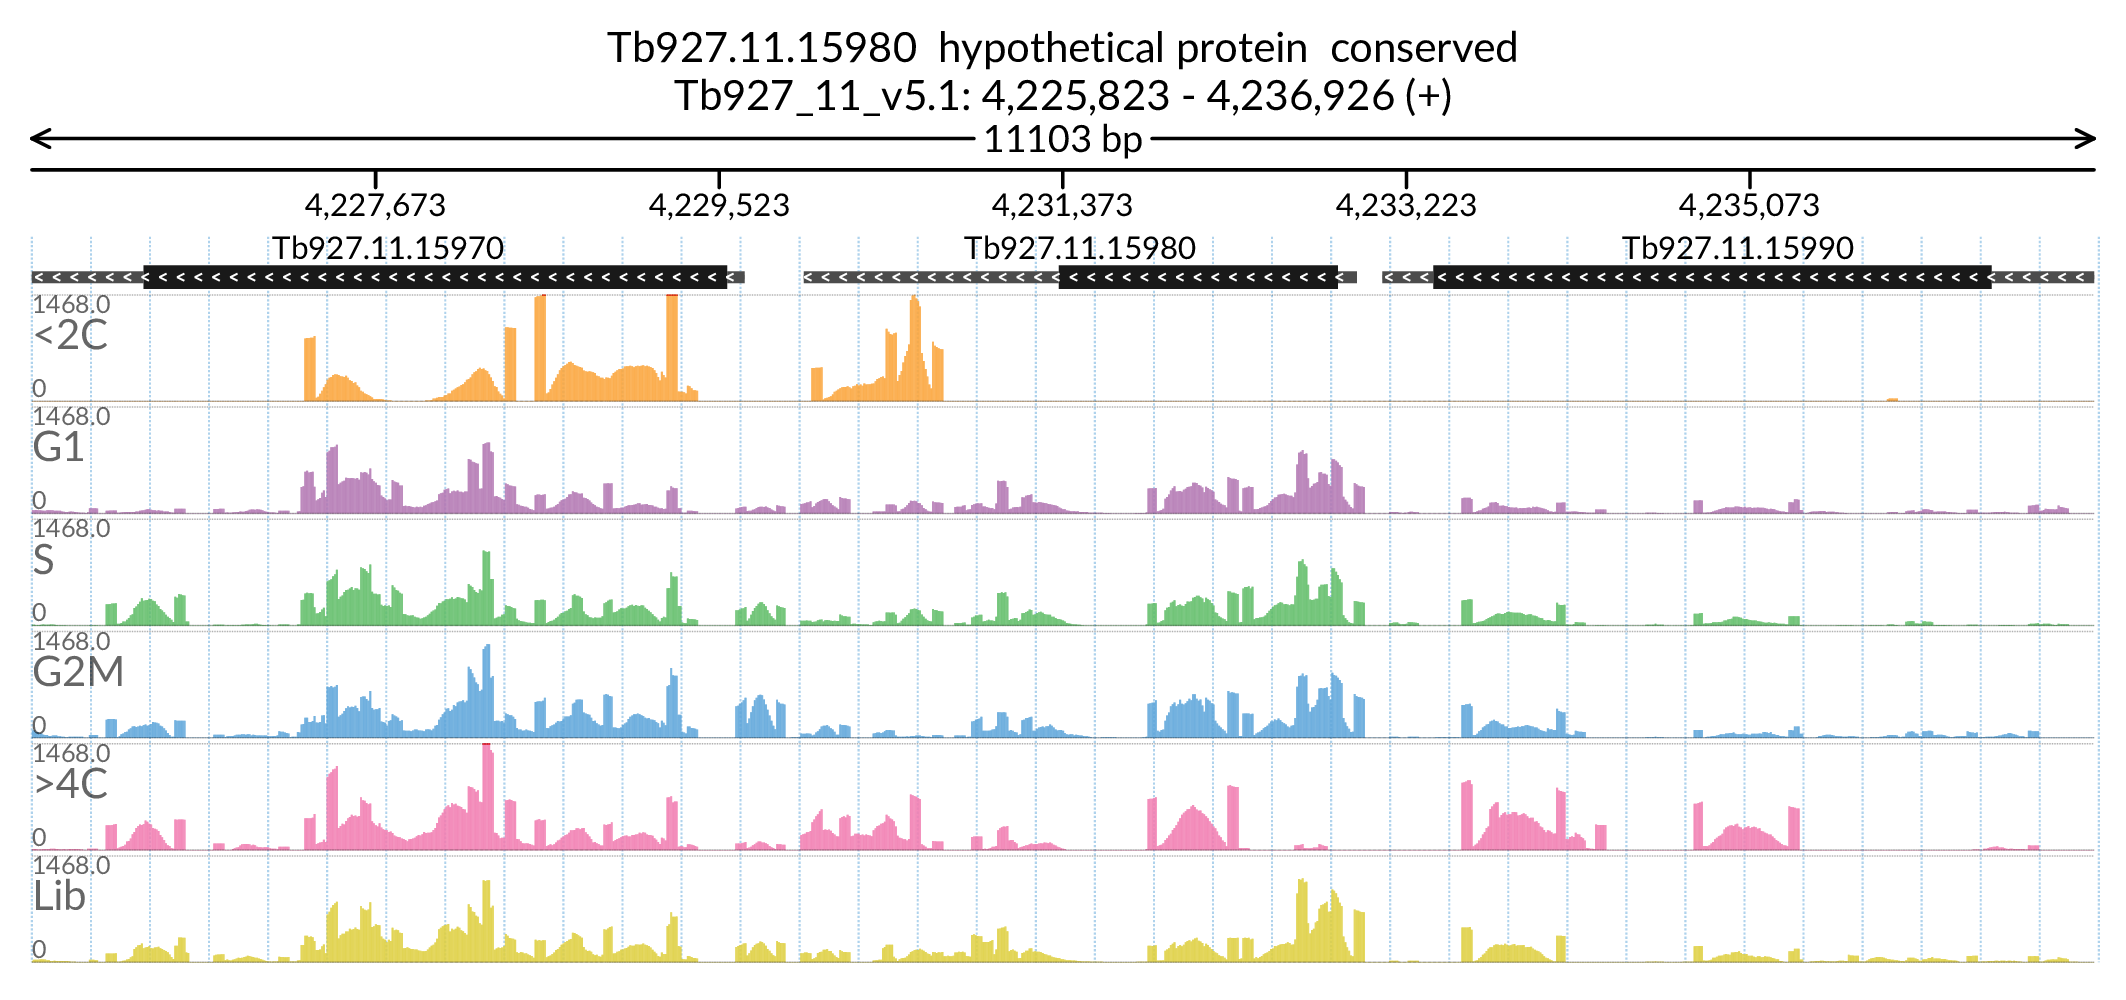 Tb927.11.15980  hypothetical protein  conserved
Tb927_11_v5.1: 4,225,823 - 4,236,926 (+)
11103 bp
4,227,673 4,229,523 4,231,373 4,233,223 4,235,073
Tb927.11.15970 Tb927.11.15980 Tb927.11.15990
1468.0
<2C
0
1468.0
G1
0
1468.0
S
0
1468.0
G2M
0
1468.0
>4C
0
1468.0
Lib
0